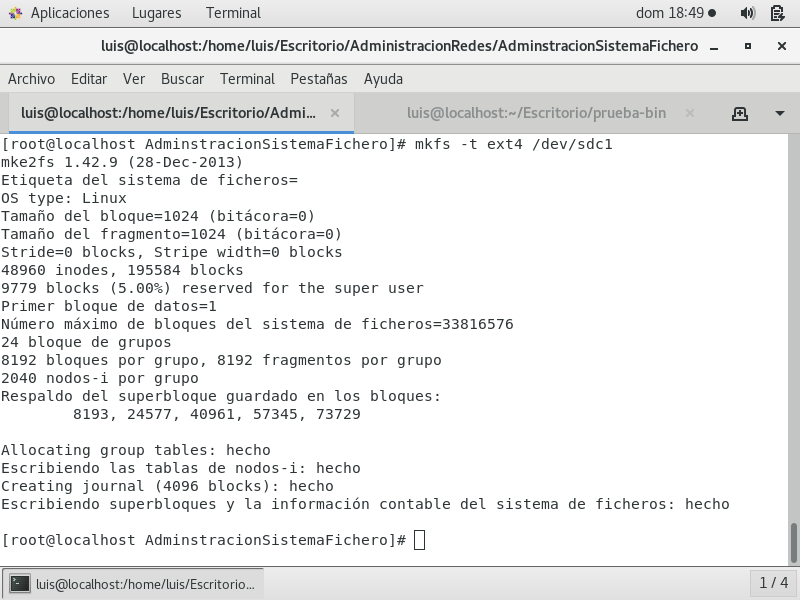 Aplicaciones Lugares Terminal dom 18:49
luis@localhost:/home/luis/Escritorio/AdministracionRedes/AdminstracionSistemaFichero
Archivo Editar Ver Buscar Terminal Pestañas Ayuda
luis@localhost:/home/luis/Escritorio/Admi... luis@localhost:~/Escritorio/prueba-bin
[root@localhost AdminstracionSistemaFichero]# mkfs -t ext4 /dev/sdc1
mke2fs 1.42.9 (28-Dec-2013)
Etiqueta del sistema de ficheros=
OS type: Linux
Tamaño del bloque=1024 (bitácora=0)
Tamaño del fragmento=1024 (bitácora=0)
Stride=0 blocks, Stripe width=0 blocks
48960 inodes, 195584 blocks
9779 blocks (5.00%) reserved for the super user
Primer bloque de datos=1
Número máximo de bloques del sistema de ficheros=33816576
24 bloque de grupos
8192 bloques por grupo, 8192 fragmentos por grupo
2040 nodos-i por grupo
Respaldo del superbloque guardado en los bloques:
8193, 24577, 40961, 57345, 73729
Allocating group tables: hecho
Escribiendo las tablas de nodos-i: hecho
Creating journal (4096 blocks): hecho
Escribiendo superbloques y la información contable del sistema de ficheros: hecho
[root@localhost AdminstracionSistemaFichero]#
luis@localhost:/home/luis/Escritorio... 1 / 4